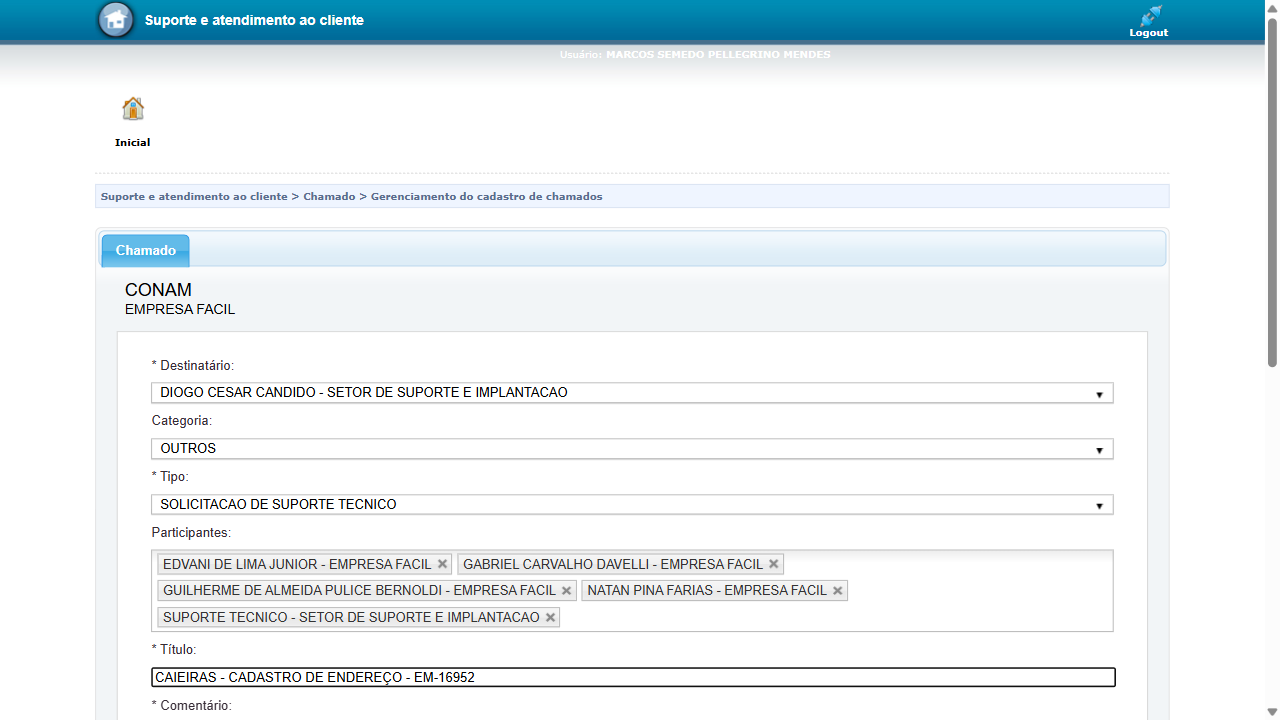 Suporte e atendimento ao cliente
Logout
Usuário: MARCOS SEMEDO PELLEGRINO MENDES
Inicial
Suporte e atendimento ao cliente > Chamado > Gerenciamento do cadastro de chamados
Chamado
CONAM
EMPRESA FACIL
* Destinatário:
DIOGO CESAR CANDIDO - SETOR DE SUPORTE E IMPLANTACAO
Categoria:
OUTROS
* Tipo:
SOLICITACAO DE SUPORTE TECNICO
Participantes:
EDVANI DE LIMA JUNIOR - EMPRESA FACIL GABRIEL CARVALHO DAVELLI - EMPRESA FACIL
GUILHERME DE ALMEIDA PULICE BERNOLDI - EMPRESA FACIL NATAN PINA FARIAS - EMPRESA FACIL
SUPORTE TECNICO - SETOR DE SUPORTE E IMPLANTACAO
* Título:
CAIEIRAS - CADASTRO DE ENDEREÇO - EM-16952
* Comentário: